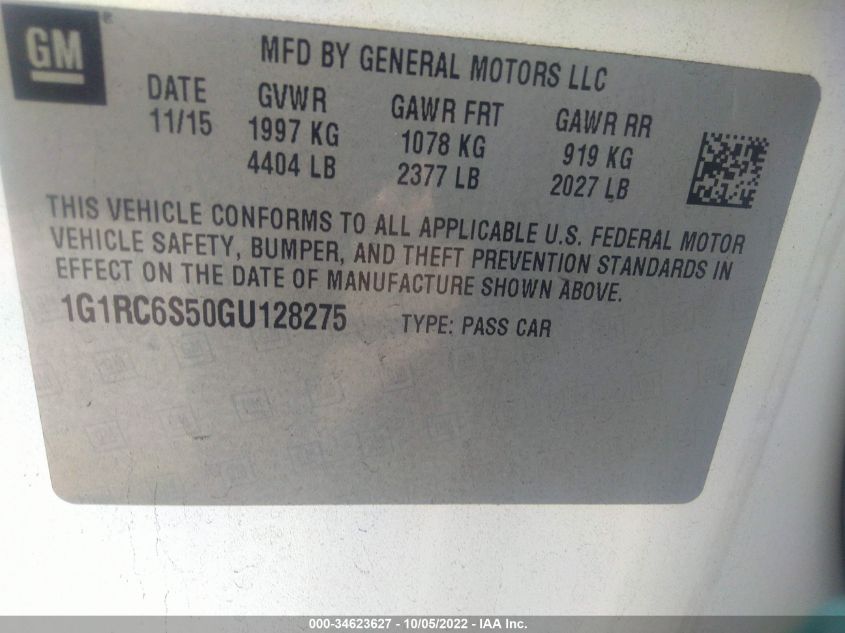 GM®
MFD BY GENERAL MOTORS LLC
DATE GVWR GAWR FRT GAWR RR
11/15 1997 KG 1078 KG 919 KG
4404 LB 2377 LB 2027 LB
THIS VEHICLE CONFORMS TO ALL APPLICABLE U.S. FEDERAL MOTOR
VEHICLE SAFETY, BUMPER, AND THEFT PREVENTION STANDARDS IN
EFFECT ON THE DATE OF MANUFACTURE SHOWN ABOVE.
1G1RC6S50GU128275 TYPE: PASS CAR
000-34623627 - 10/05/2022 - IAA Inc.